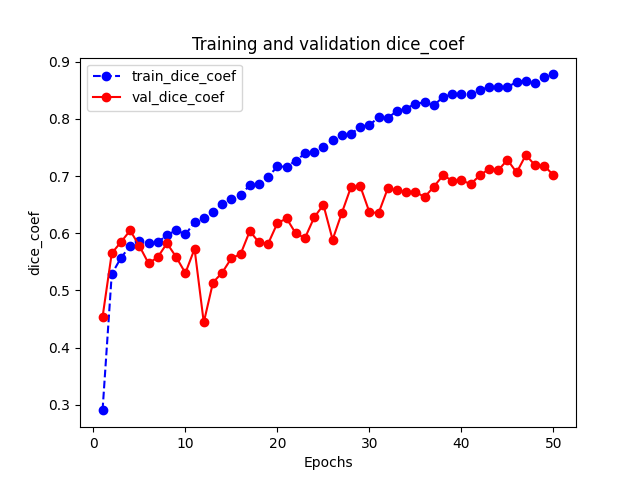 Training and validation dice_coef
train_dice_coef
val_dice_coef
dice_coef
0.9
0.8
0.7
0.6
0.5
0.4
0.3
0 10 20 30 40 50
Epochs